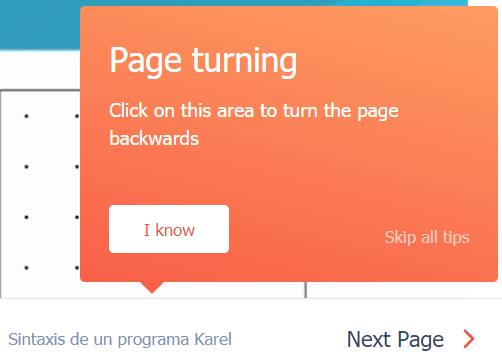 Page turning
Click on this area to turn the page
backwards
I know
Skip all tips
Sintaxis de un programa Karel
Next Page